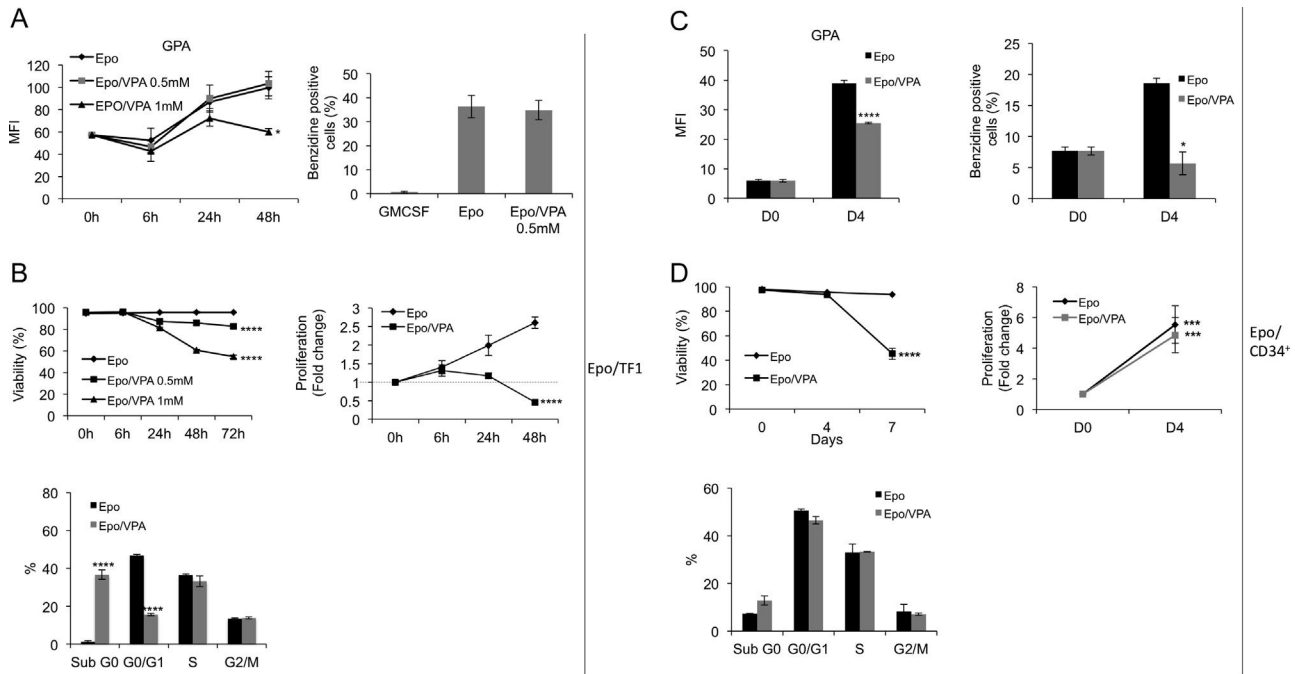 A
GPA
Epo
Epo/VPA 0.5mM
EPO/VPA 1mM
MFI
120
100
80
60
40
20
0
*
0h 6h 24h 48h
Benzidine positive
cells (%)
50
40
30
20
10
0
GMCSF Epo Epo/VPA
0.5mM
B
Viability (%)
100
80
60
40
20
0
****
****
Epo
Epo/VPA 0.5mM
Epo/VPA 1mM
0h 6h 24h 48h 72h
Proliferation
(Fold change)
3
2.5
2
1.5
1
0.5
0
Epo
Epo/VPA
****
0h 6h 24h 48h
%
80
60
40
20
0
Epo
Epo/VPA
****
****
Sub G0 G0/G1 S G2/M
Epo/TF1
C
GPA
MFI
50
40
30
20
10
0
Epo
Epo/VPA
****
D0 D4
Benzidine positive
cells (%)
25
20
15
10
5
0
Epo
Epo/VPA
*
D0 D4
D
Viability (%)
100
80
60
40
20
0
Epo
Epo/VPA
****
0 4 7
Days
Proliferation
(Fold change)
8
6
4
2
0
Epo
Epo/VPA
***
***
D0 D4
%
60
40
20
0
Epo
Epo/VPA
Sub G0 G0/G1 S G2/M
Epo/
CD34⁺